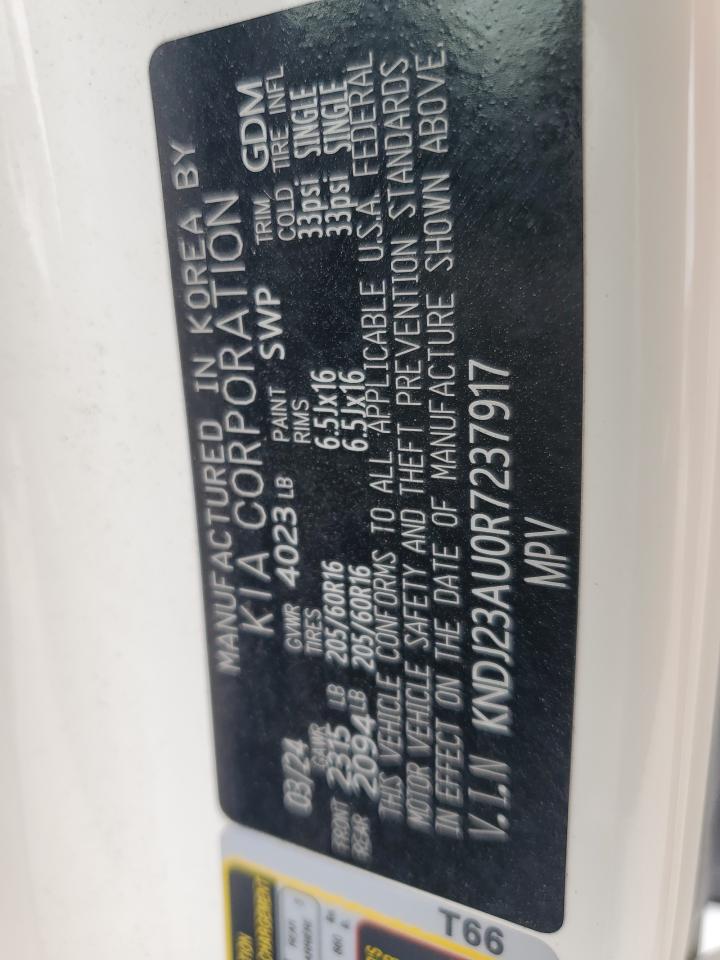 MANUFACTURED IN KOREA BY
KIA CORPORATION
03/24 GVWR 4023 LB PAINT SWP TRIM GDM
GAWR TIRES RIMS COLD TIRE INFL
FRONT 2315 LB 205/60R16 6.5Jx16 33psi SINGLE
REAR 2094 LB 205/60R16 6.5Jx16 33psi SINGLE
THIS VEHICLE CONFORMS TO ALL APPLICABLE U.S.A. FEDERAL
MOTOR VEHICLE SAFETY AND THEFT PREVENTION STANDARDS
IN EFFECT ON THE DATE OF MANUFACTURE SHOWN ABOVE.
V.I.N KNDJ23AU0R7237917
MPV
T66